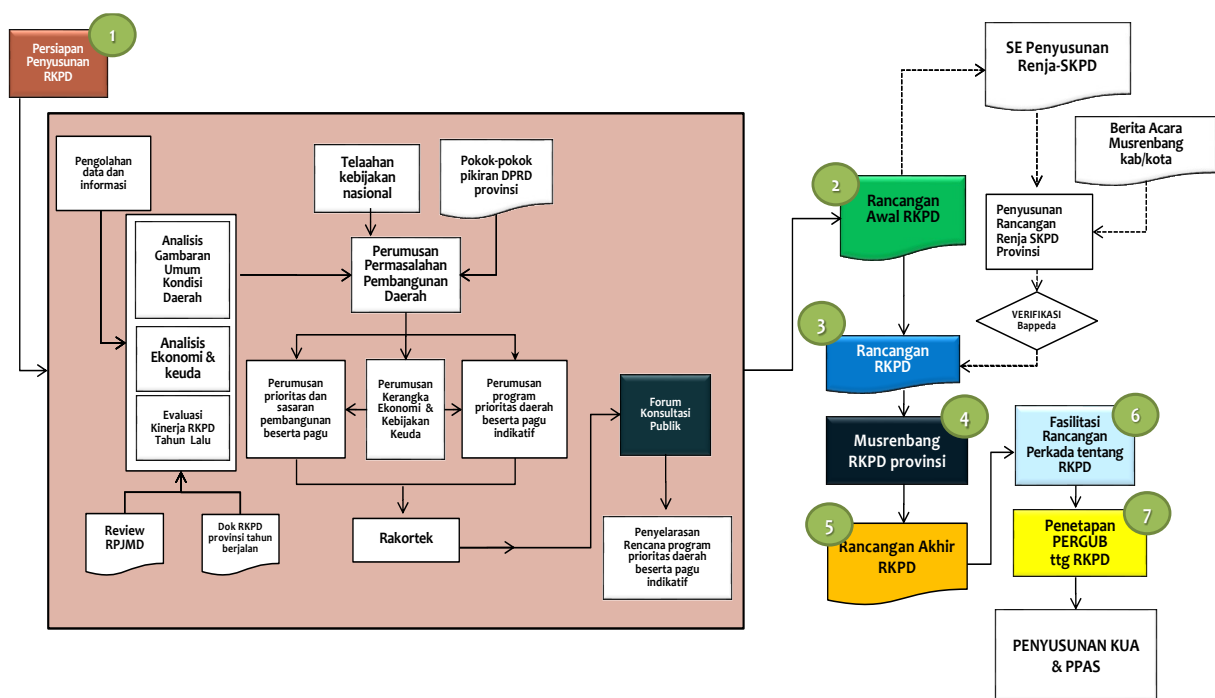 1
Persiapan
Penyusunan
RKPD
Pengolahan
data dan
informasi
Telaahan
kebijakan
nasional
Pokok-pokok
pikiran DPRD
provinsi
Analisis
Gambaran
Umum
Kondisi
Daerah
Analisis
Ekonomi &
keuda
Evaluasi
Kinerja RKPD
Tahun Lalu
Perumusan
Permasalahan
Pembangunan
Daerah
Perumusan
prioritas dan
sasaran
pembangunan
beserta pagu
Perumusan
Kerangka
Ekonomi &
Kebijakan
Keuda
Perumusan
program
prioritas daerah
beserta pagu
indikatif
Forum
Konsultasi
Publik
Review
RPJMD
Dok RKPD
provinsi tahun
berjalan
Rakortek
Penyelarasan
Rencana program
prioritas daerah
beserta pagu
indikatif
SE Penyusunan
Renja-SKPD
Berita Acara
Musrenbang
kab/kota
2
Rancangan
Awal RKPD
Penyusunan
Rancangan
Renja SKPD
Provinsi
VERIFIKASI
Bappeda
3
Rancangan
RKPD
4
Musrenbang
RKPD provinsi
5
Rancangan Akhir
RKPD
6
Fasilitasi
Rancangan
Perkada tentang
RKPD
7
Penetapan
PERGUB
ttg RKPD
PENYUSUNAN KUA
& PPAS